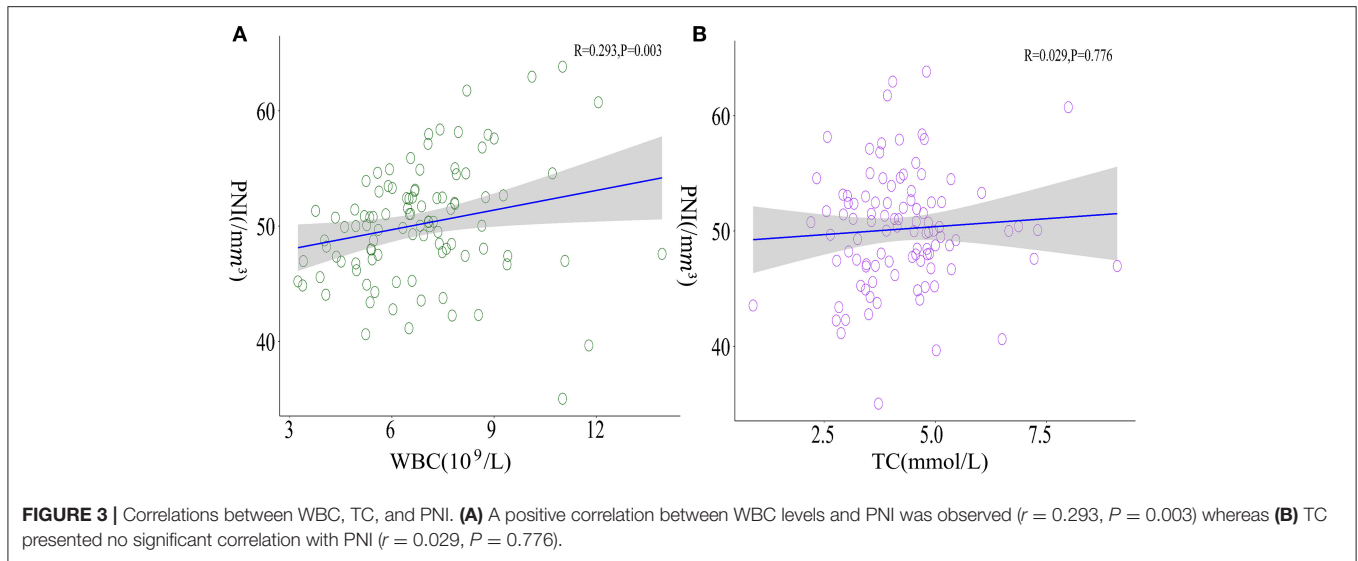 A
R=0.293,P=0.003
PNI(/mm³)
60
50
40
3 6 9 12
WBC(10⁹/L)
B
R=0.029,P=0.776
PNI(/mm³)
60
50
40
2.5 5.0 7.5
TC(mmol/L)
FIGURE 3 | Correlations between WBC, TC, and PNI. (A) A positive correlation between WBC levels and PNI was observed (r = 0.293, P = 0.003) whereas (B) TC
presented no significant correlation with PNI (r = 0.029, P = 0.776).